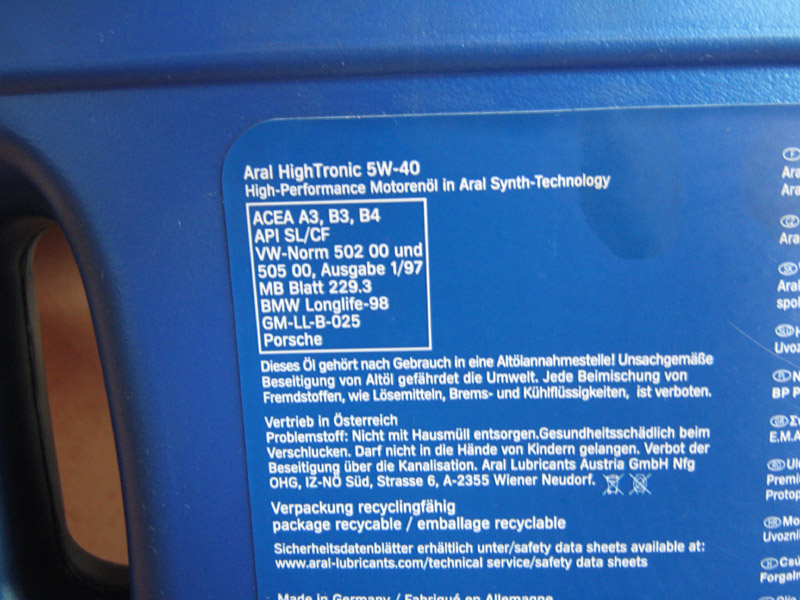 Aral HighTronic 5W-40
High-Performance Motorenöl in Aral Synth-Technology
ACEA A3, B3, B4
API SL/CF
VW-Norm 502 00 und
505 00, Ausgabe 1/97
MB Blatt 229.3
BMW Longlife-98
GM-LL-B-025
Porsche
Dieses Öl gehört nach Gebrauch in eine Altölannahmestelle! Unsachgemäße
Beseitigung von Altöl gefährdet die Umwelt. Jede Beimischung von
Fremdstoffen, wie Lösemitteln, Brems- und Kühlflüssigkeiten, ist verboten.
Vertrieb in Österreich
Problemstoff: Nicht mit Hausmüll entsorgen.Gesundheitsschädlich beim
Verschlucken. Darf nicht in die Hände von Kindern gelangen. Verbot der
Beseitigung über die Kanalisation. Aral Lubricants Austria GmbH Nfg
OHG, IZ-NÖ Süd, Strasse 6, A-2355 Wiener Neudorf.
Verpackung recyclingfähig
package recyclable / emballage recyclable
Sicherheitsdatenblätter erhältlich unter/safety data sheets available at:
www.aral-lubricants.com/technical service/safety data sheets
Made in Germany / Fabriqué en Allemagne
Ara
Ara
Ara
Aral
spol
Uvoz
BP P
E.M.A
Premi
Protop
Uvozni
Forgal